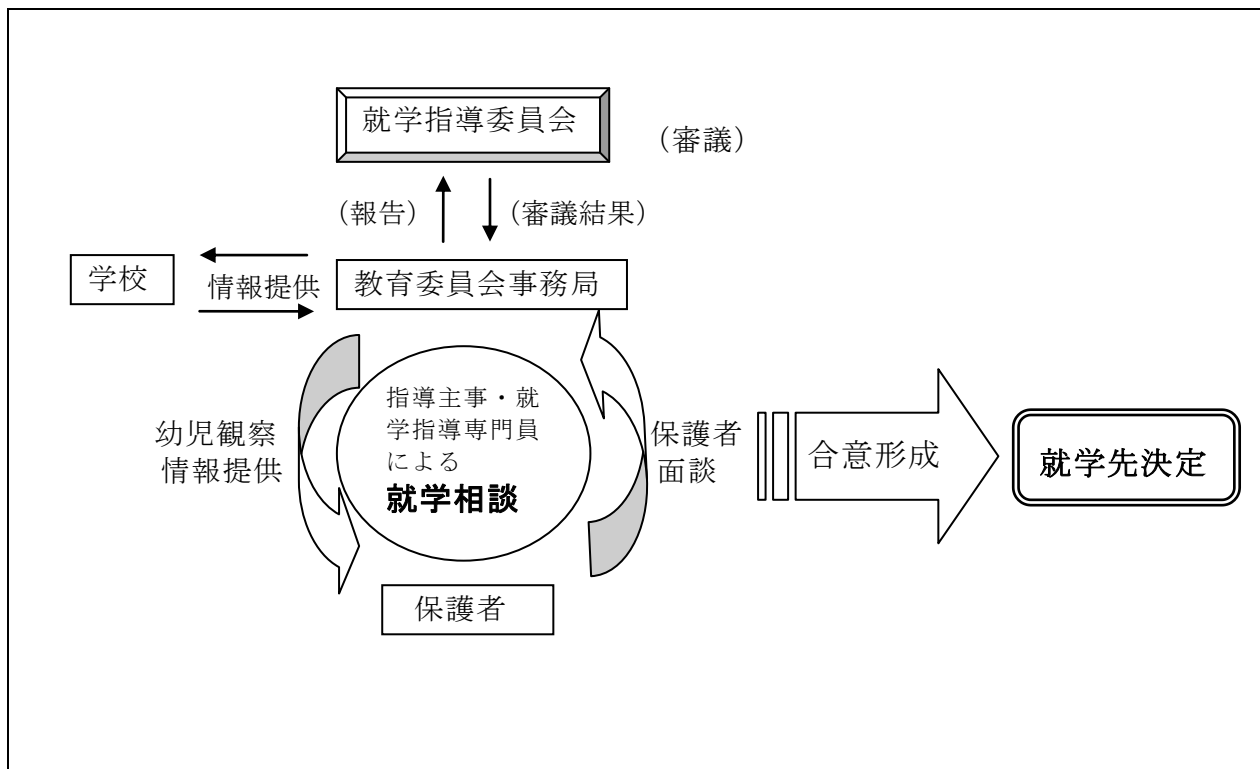 就学指導委員会
（審議）
（報告）
（審議結果）
学校
情報提供
教育委員会事務局
指導主事・就
学指導専門員
による
就学相談
幼児観察
情報提供
保護者
面談
合意形成
就学先決定
保護者